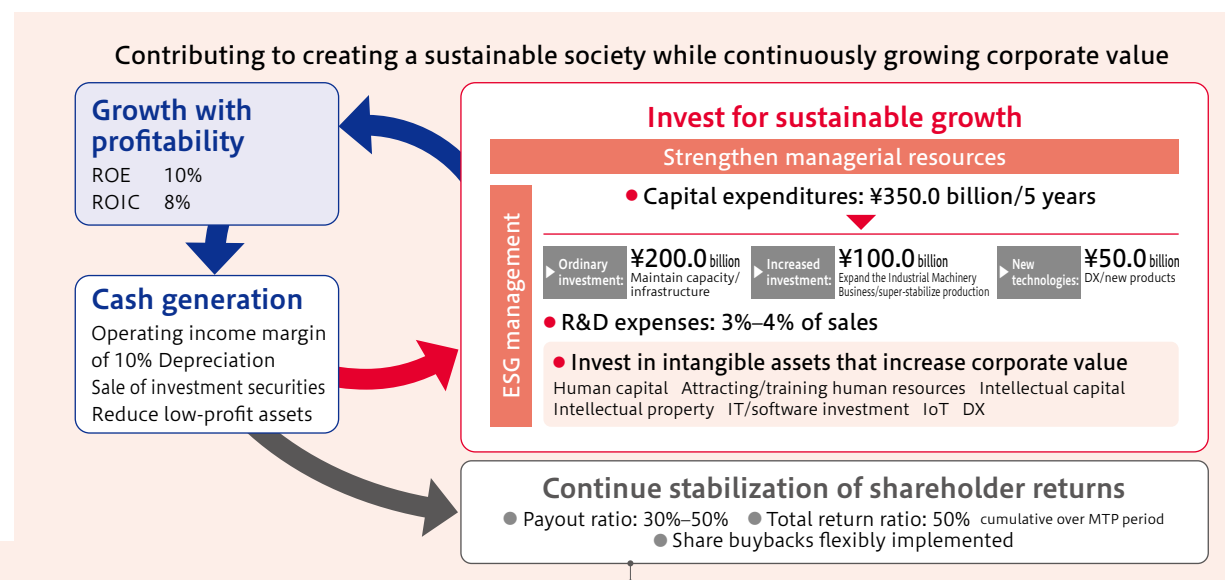 Contributing to creating a sustainable society while continuously growing corporate value
Growth with
profitability
ROE 10%
ROIC 8%
Cash generation
Operating income margin
of 10% Depreciation
Sale of investment securities
Reduce low-profit assets
Invest for sustainable growth
Strengthen managerial resources
ESG management
● Capital expenditures: ¥350.0 billion/5 years
Ordinary
investment:
¥200.0 billion
Maintain capacity/
infrastructure
Increased
investment:
¥100.0 billion
Expand the Industrial Machinery
Business/super-stabilize production
New
technologies:
¥50.0 billion
DX/new products
● R&D expenses: 3%–4% of sales
● Invest in intangible assets that increase corporate value
Human capital Attracting/training human resources Intellectual capital
Intellectual property IT/software investment IoT DX
Continue stabilization of shareholder returns
● Payout ratio: 30%–50% ● Total return ratio: 50% cumulative over MTP period
● Share buybacks flexibly implemented